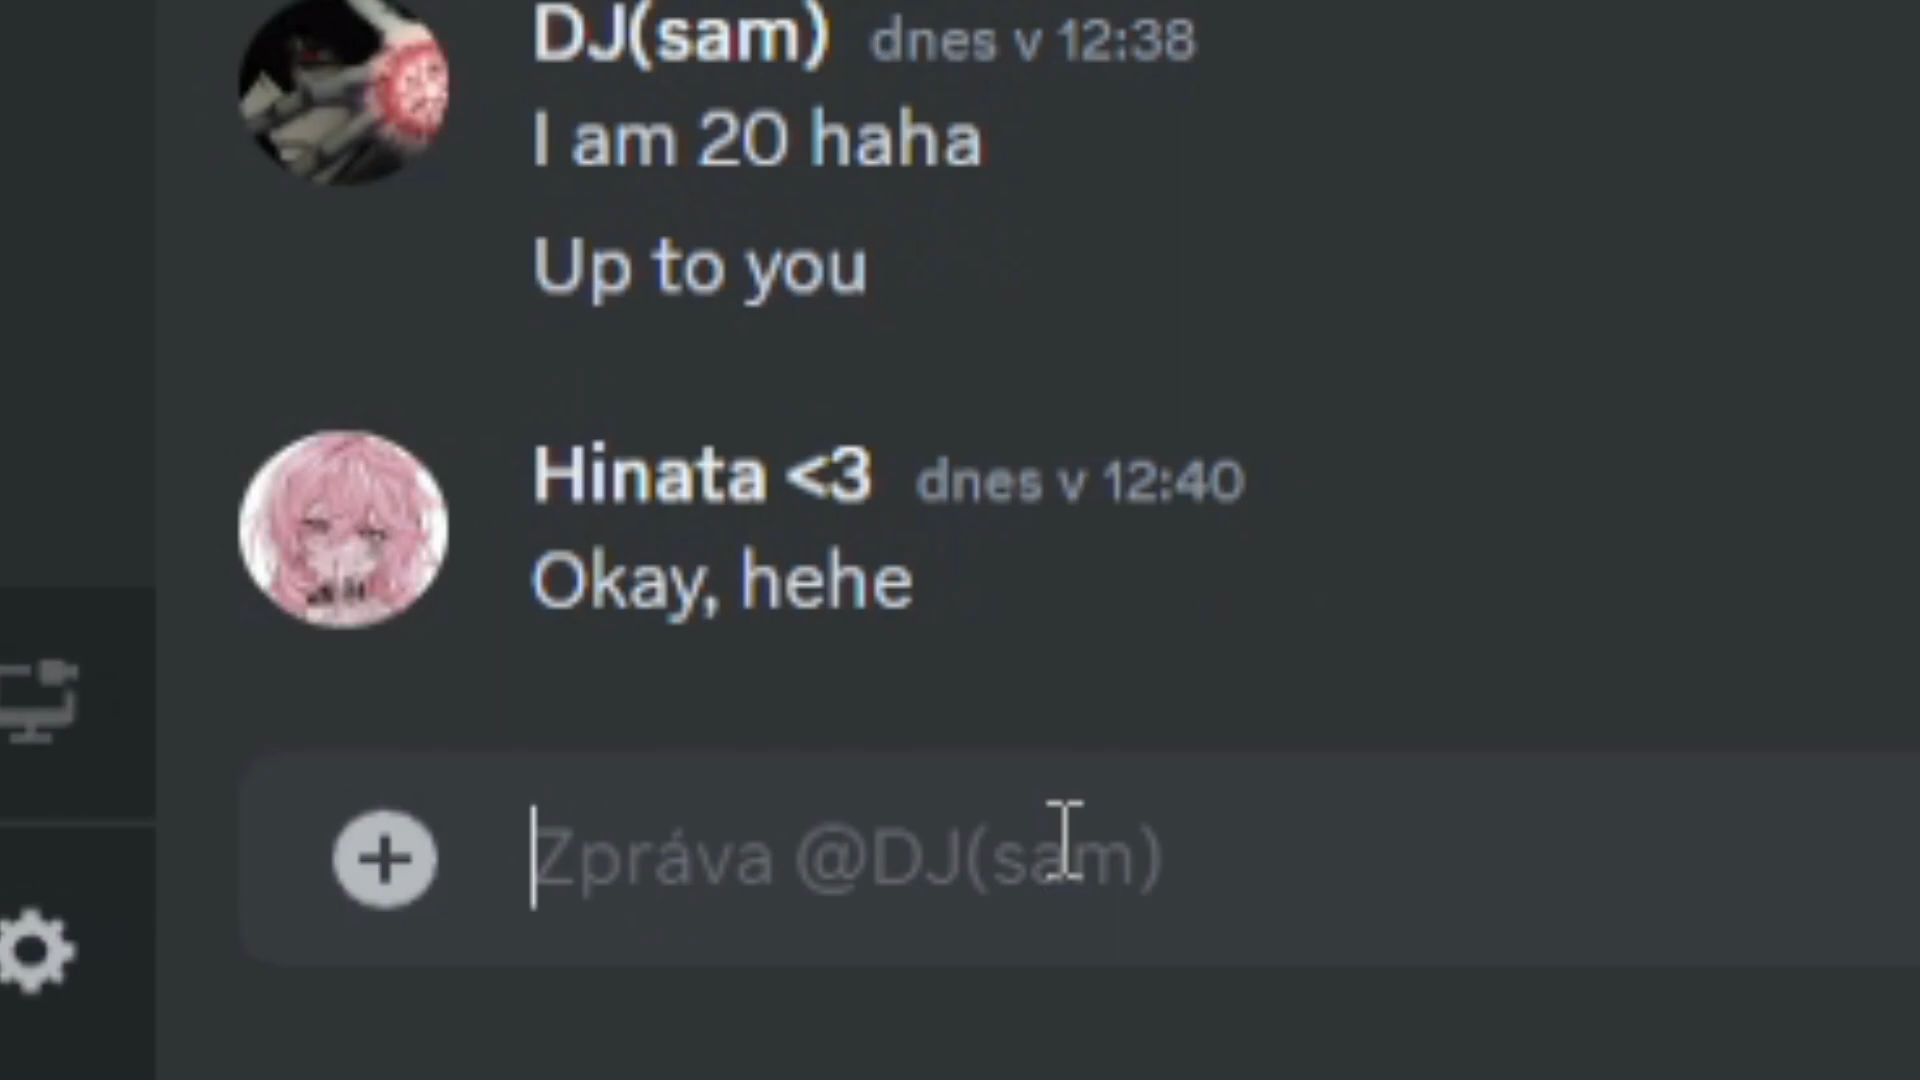 DJ(sam) dnes v 12:38
I am 20 haha
Up to you
Hinata <3 dnes v 12:40
Okay, hehe
Zpráva @DJ(sam)